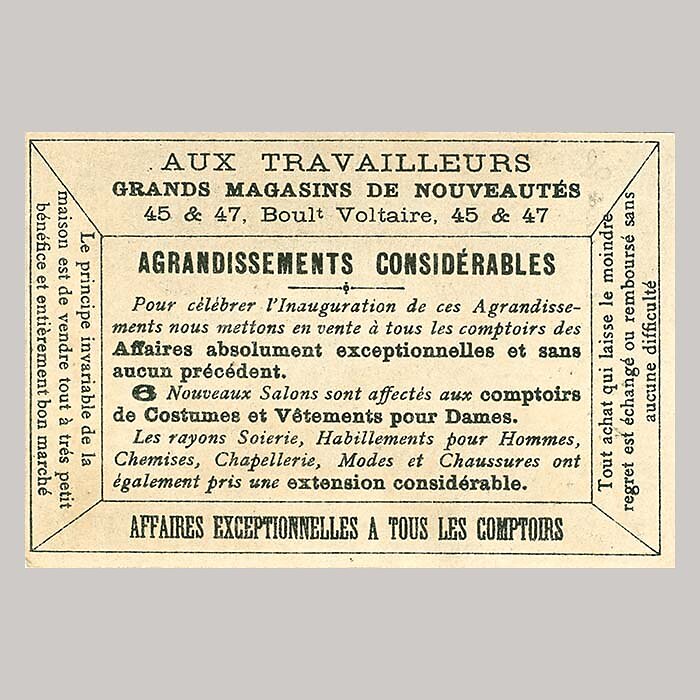 AUX TRAVAILLEURS
GRANDS MAGASINS DE NOUVEAUTÉS
45 & 47, Boulᵗ Voltaire, 45 & 47
Le principe invariable de la
maison est de vendre tout à très petit
bénéfice et entièrement bon marché
AGRANDISSEMENTS CONSIDÉRABLES
Pour célébrer l'Inauguration de ces Agrandisse-
ments nous mettons en vente à tous les comptoirs des
Affaires absolument exceptionnelles et sans
aucun précédent.
6 Nouveaux Salons sont affectés aux comptoirs
de Costumes et Vêtements pour Dames.
Les rayons Soierie, Habillements pour Hommes,
Chemises, Chapellerie, Modes et Chaussures ont
également pris une extension considérable.
Tout achat qui laisse le moindre
regret est échangé ou remboursé sans
aucune difficulté
AFFAIRES EXCEPTIONNELLES A TOUS LES COMPTOIRS